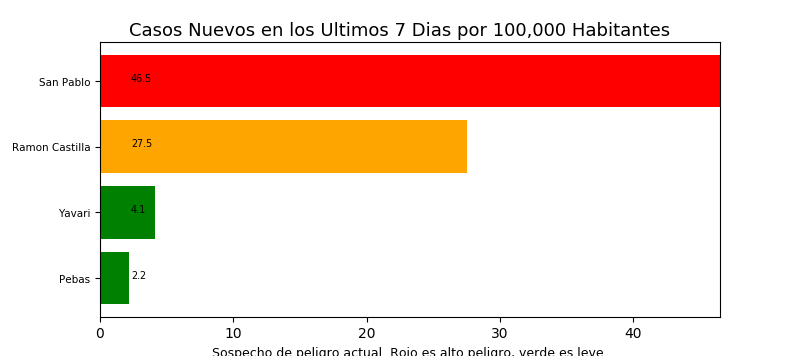 Casos Nuevos en los Ultimos 7 Dias por 100,000 Habitantes
San Pablo 46.5
Ramon Castilla 27.5
Yavari 4.1
Pebas 2.2
0 10 20 30 40
Sospecho de peligro actual. Rojo es alto peligro, verde es leve